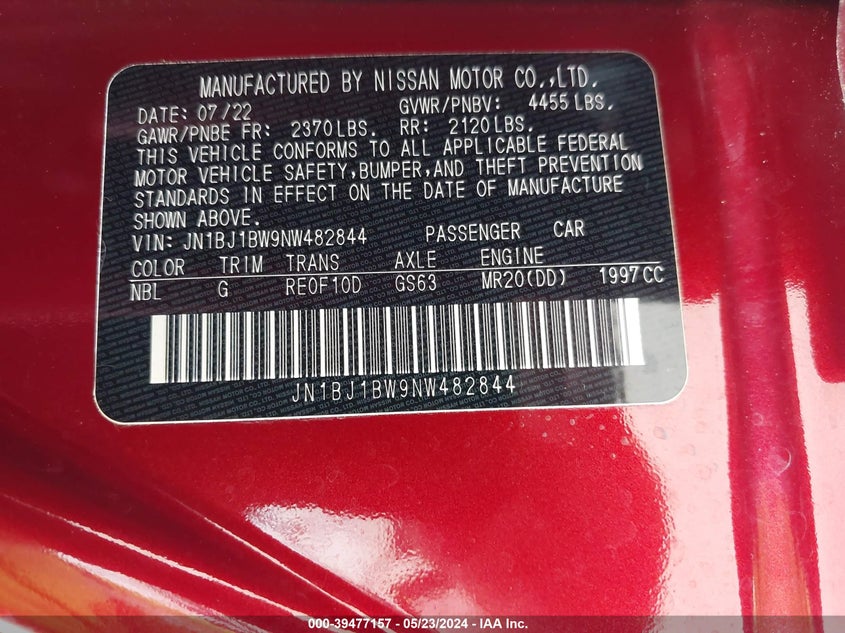 MANUFACTURED BY NISSAN MOTOR CO.,LTD.
DATE: 07/22 GVWR/PNBV: 4455 LBS.
GAWR/PNBE FR: 2370 LBS. RR: 2120 LBS.
THIS VEHICLE CONFORMS TO ALL APPLICABLE FEDERAL
MOTOR VEHICLE SAFETY,BUMPER,AND THEFT PREVENTION
STANDARDS IN EFFECT ON THE DATE OF MANUFACTURE
SHOWN ABOVE.
VIN: JN1BJ1BW9NW482844 PASSENGER CAR
COLOR TRIM TRANS AXLE ENGINE
NBL G RE0F10D GS63 MR20(DD) 1997 CC
JN1BJ1BW9NW482844
000-39477157 - 05/23/2024 - IAA Inc.